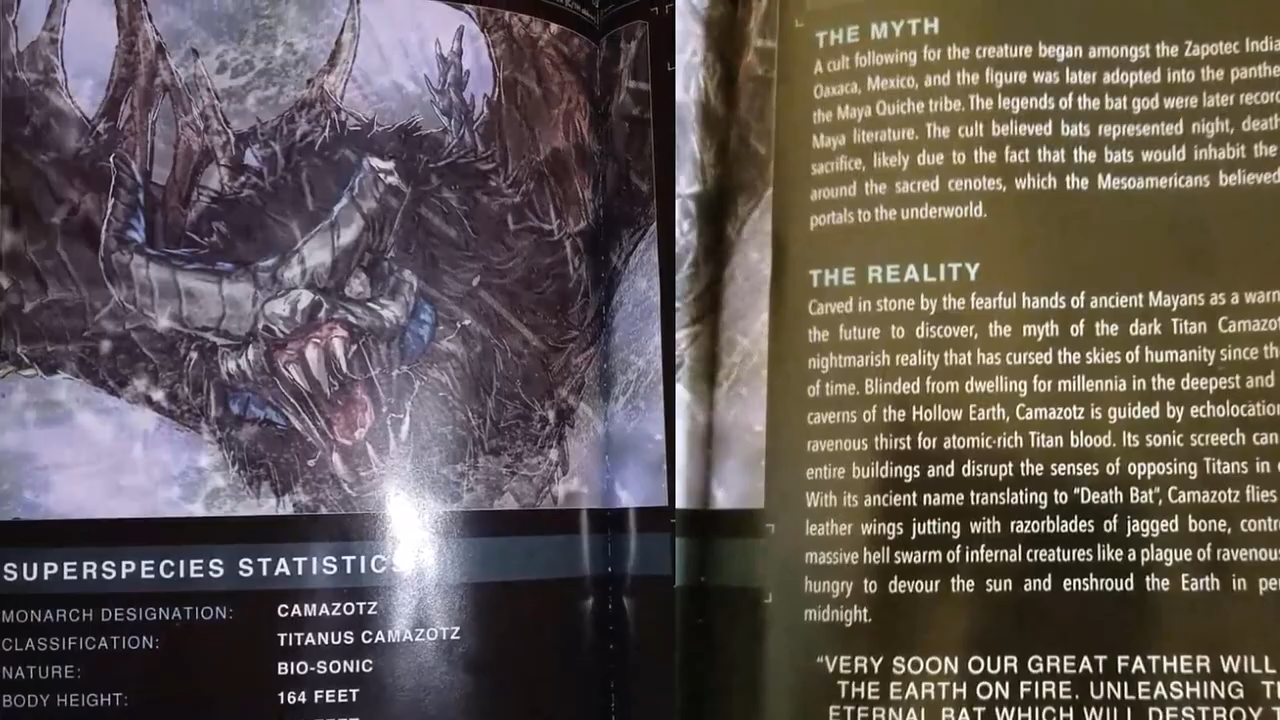 SUPERSPECIES STATISTICS
MONARCH DESIGNATION: CAMAZOTZ
CLASSIFICATION: TITANUS CAMAZOTZ
NATURE: BIO-SONIC
BODY HEIGHT: 164 FEET
THE MYTH
A cult following for the creature began amongst the Zapotec India
Oaxaca, Mexico, and the figure was later adopted into the panthe
the Maya Quiche tribe. The legends of the bat god were later recor
Maya literature. The cult believed bats represented night, death
sacrifice, likely due to the fact that the bats would inhabit the
around the sacred cenotes, which the Mesoamericans believed
portals to the underworld.
THE REALITY
Carved in stone by the fearful hands of ancient Mayans as a warn
the future to discover, the myth of the dark Titan Camazo
nightmarish reality that has cursed the skies of humanity since th
of time. Blinded from dwelling for millennia in the deepest and
caverns of the Hollow Earth, Camazotz is guided by echolocatio
ravenous thirst for atomic-rich Titan blood. Its sonic screech can
entire buildings and disrupt the senses of opposing Titans in
With its ancient name translating to "Death Bat", Camazotz flies
leather wings jutting with razorblades of jagged bone, contr
massive hell swarm of infernal creatures like a plague of ravenou
hungry to devour the sun and enshroud the Earth in pe
midnight.
"VERY SOON OUR GREAT FATHER WILL
THE EARTH ON FIRE. UNLEASHING T
ETERNAL BAT WHICH WILL DESTROY T